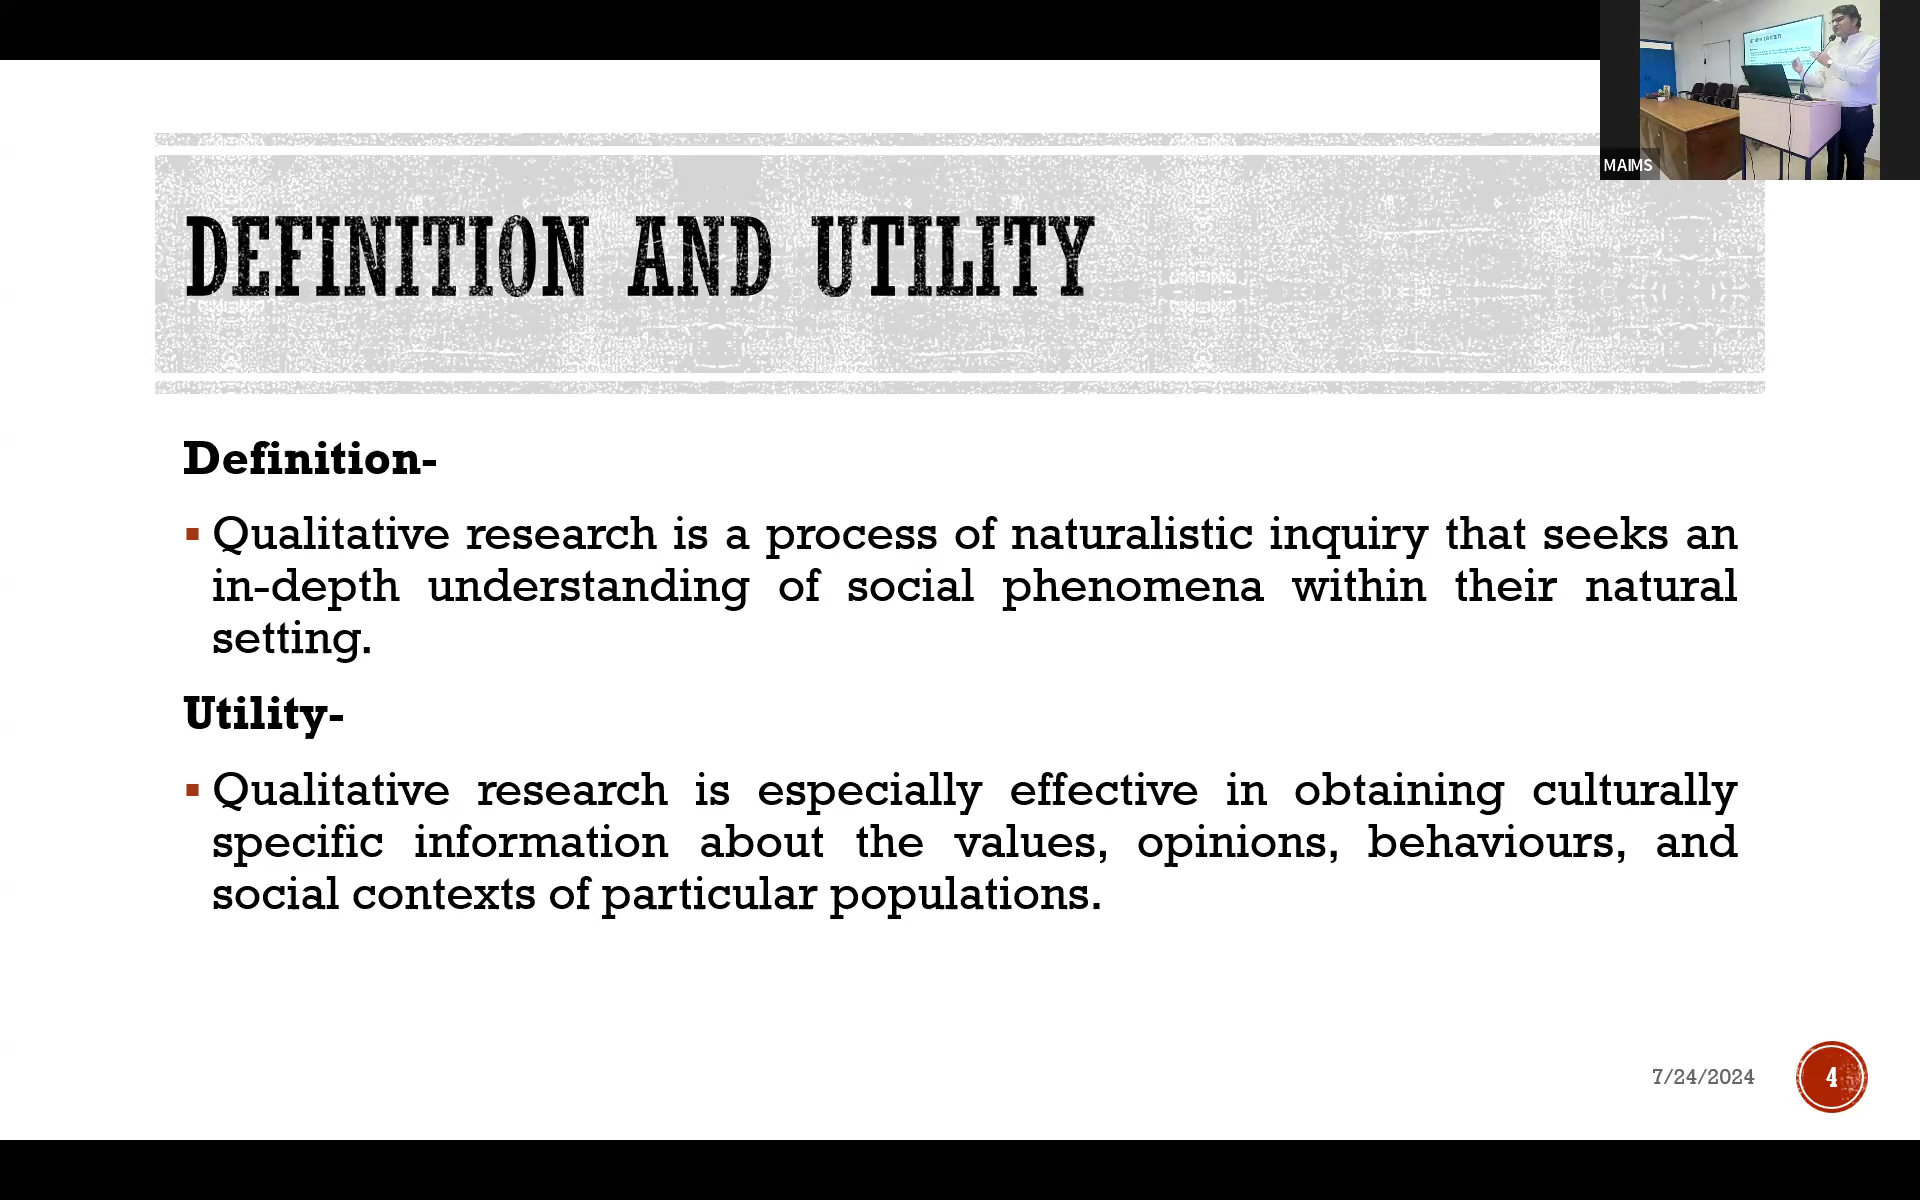 MAIMS
DEFINITION AND UTILITY
Definition-
▪ Qualitative research is a process of naturalistic inquiry that seeks an
in-depth understanding of social phenomena within their natural
setting.
Utility-
▪ Qualitative research is especially effective in obtaining culturally
specific information about the values, opinions, behaviours, and
social contexts of particular populations.
7/24/2024
4